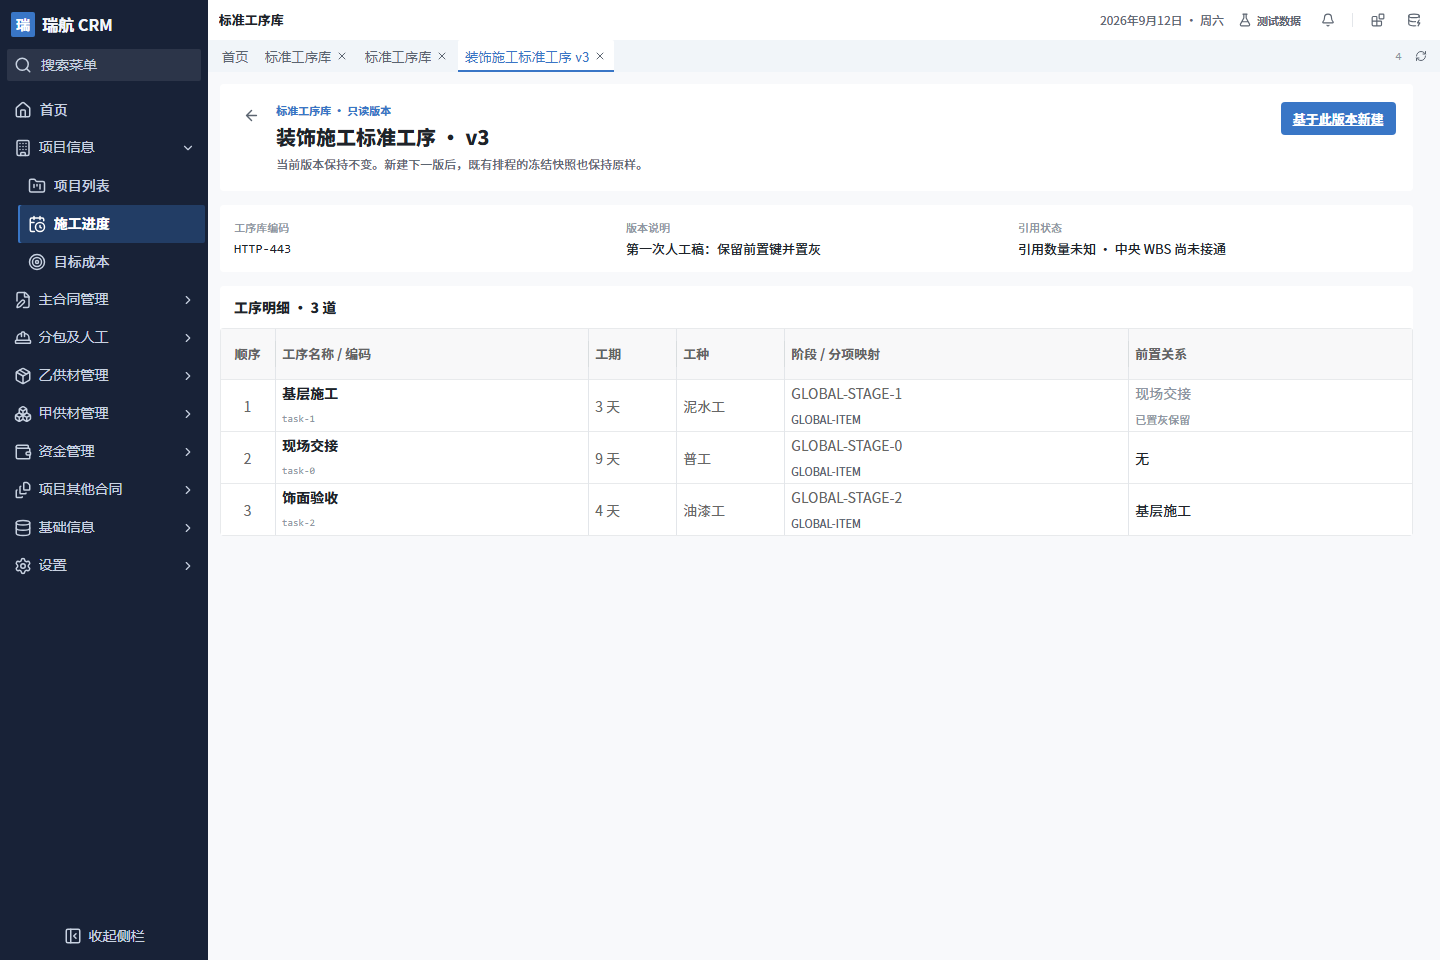 瑞 瑞航 CRM
搜索菜单
首页
项目信息
项目列表
施工进度
目标成本
主合同管理
分包及人工
乙供材管理
甲供材管理
资金管理
项目其他合同
基础信息
设置
收起侧栏
标准工序库
2026年9月12日 • 周六 测试数据
首页 标准工序库 标准工序库 装饰施工标准工序 v3 4
标准工序库 • 只读版本
装饰施工标准工序 • v3
当前版本保持不变。新建下一版后，既有排程的冻结快照也保持原样。
基于此版本新建
工序库编码 版本说明 引用状态
HTTP-443 第一次人工稿：保留前置键并置灰 引用数量未知 • 中央 WBS 尚未接通
工序明细 • 3 道
顺序 工序名称 / 编码 工期 工种 阶段 / 分项映射 前置关系
1 基层施工 3 天 泥水工 GLOBAL-STAGE-1 现场交接
task-1 GLOBAL-ITEM 已置灰保留
2 现场交接 9 天 普工 GLOBAL-STAGE-0 无
task-0 GLOBAL-ITEM
3 饰面验收 4 天 油漆工 GLOBAL-STAGE-2 基层施工
task-2 GLOBAL-ITEM